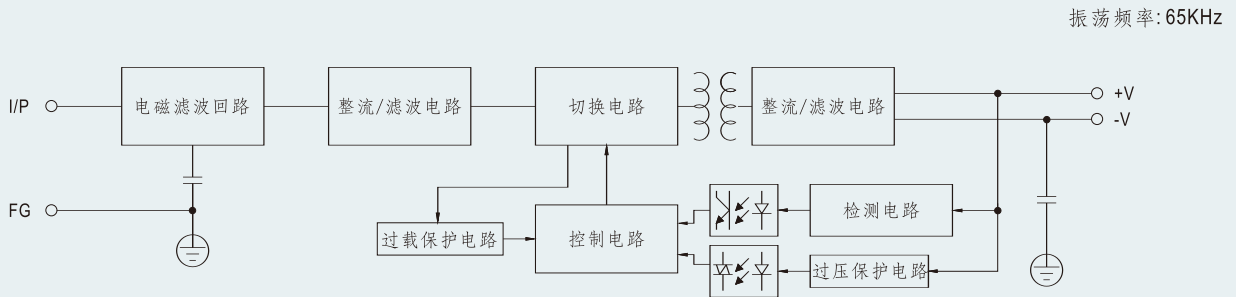 振荡频率: 65KHz
I/P
电磁滤波回路
整流/滤波电路
切换电路
整流/滤波电路
+V
-V
FG
过载保护电路
控制电路
检测电路
过压保护电路